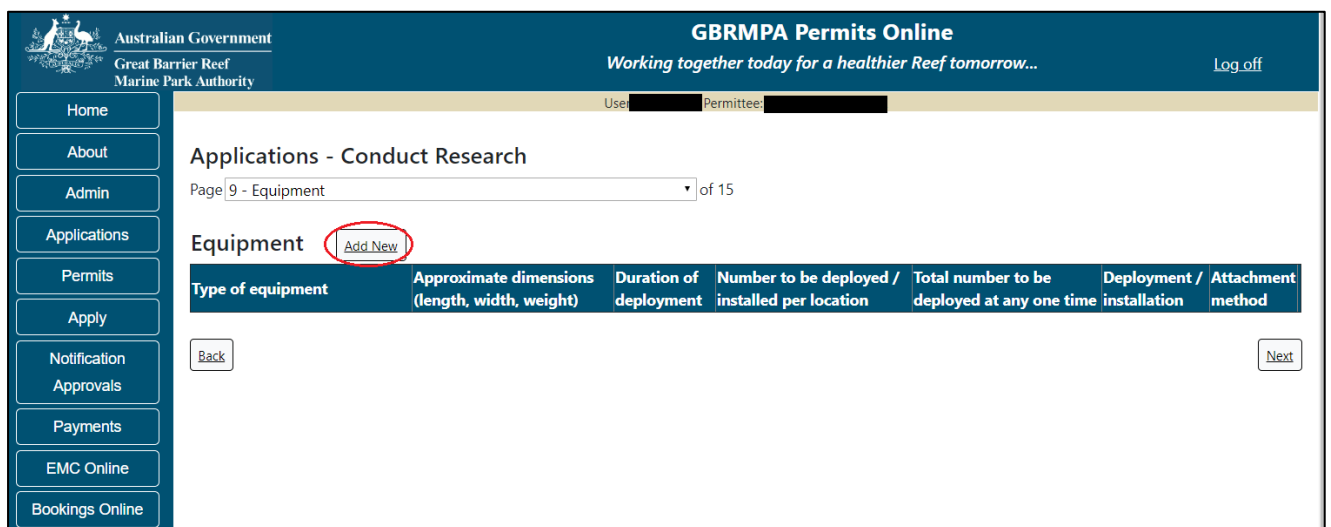 Australian Government
Great Barrier Reef
Marine Park Authority
GBRMPA Permits Online
Working together today for a healthier Reef tomorrow...
Log off
User
Permittee:
Home
About
Admin
Applications
Permits
Apply
Notification
Approvals
Payments
EMC Online
Bookings Online
Applications - Conduct Research
Page 9 - Equipment of 15
Equipment Add New
Type of equipment
Approximate dimensions
(length, width, weight)
Duration of
deployment
Number to be deployed /
installed per location
Total number to be
deployed at any one time
Deployment /
installation
Attachment
method
Back
Next